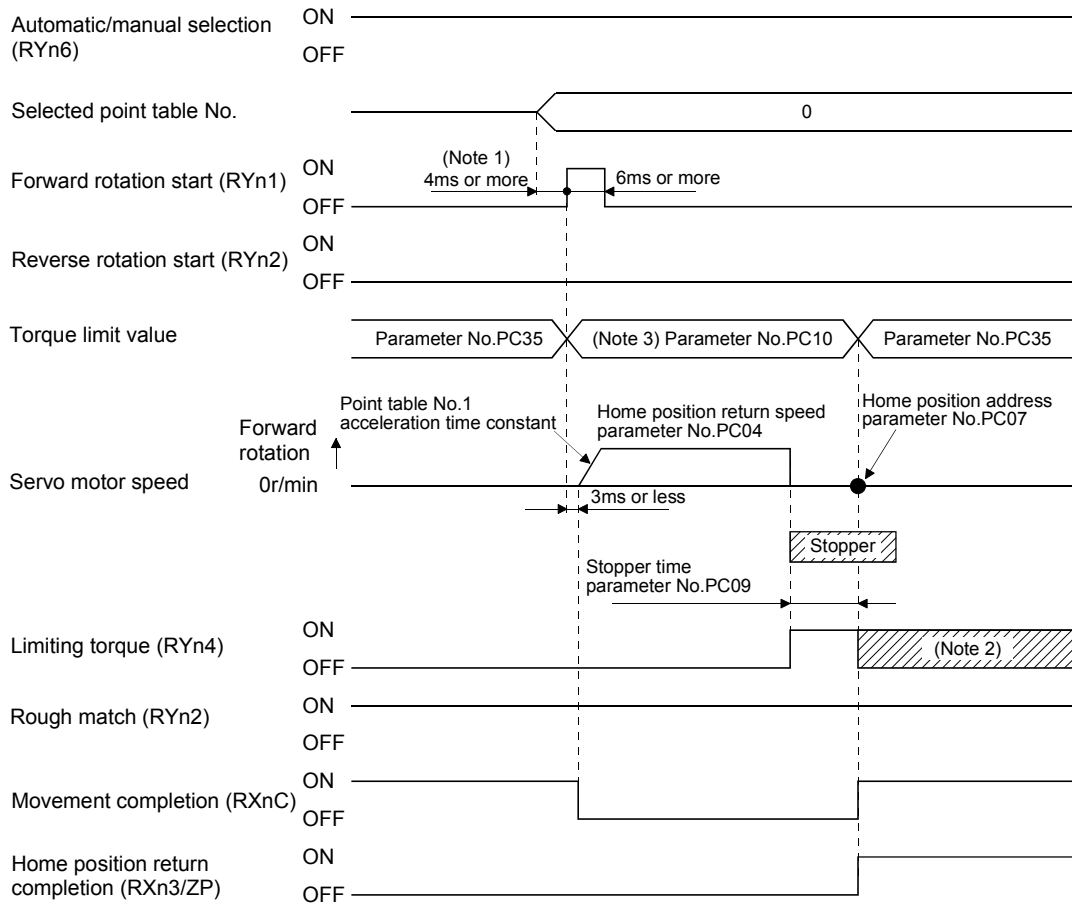 Automatic/manual selection
(RYn6)
ON
OFF
Selected point table No.
0
Forward rotation start (RYn1)
ON
OFF
(Note 1)
4ms or more
6ms or more
Reverse rotation start (RYn2)
ON
OFF
Torque limit value
Parameter No.PC35
(Note 3) Parameter No.PC10
Parameter No.PC35
Servo motor speed
Forward
rotation
0r/min
Point table No.1
acceleration time constant
Home position return speed
parameter No.PC04
Home position address
parameter No.PC07
3ms or less
Stopper
Stopper time
parameter No.PC09
Limiting torque (RYn4)
ON
OFF
(Note 2)
Rough match (RYn2)
ON
OFF
Movement completion (RXnC)
ON
OFF
Home position return
completion (RXn3/ZP)
ON
OFF